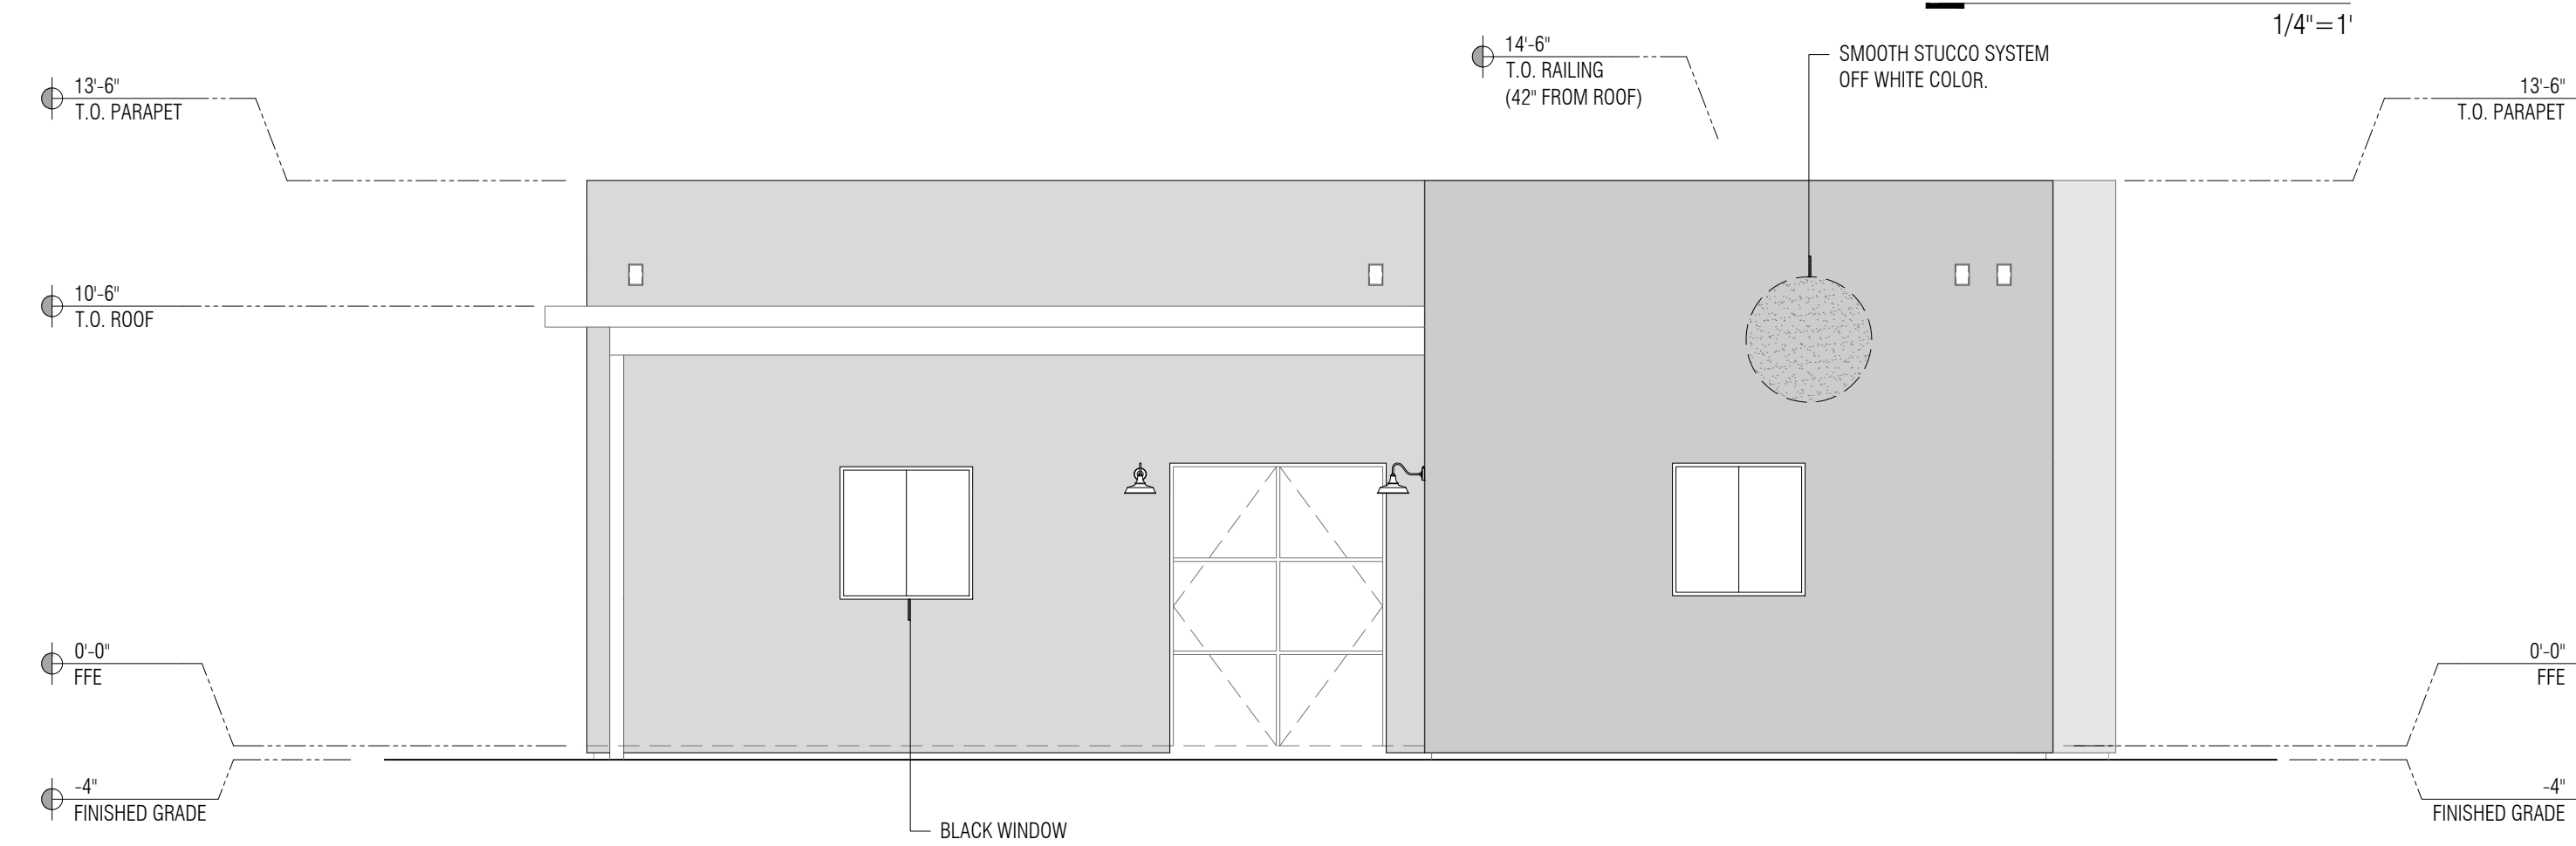 1/4"=1'
14'-6"
T.O. RAILING
(42" FROM ROOF)
SMOOTH STUCCO SYSTEM
OFF WHITE COLOR.
13'-6"
T.O. PARAPET
13'-6"
T.O. PARAPET
10'-6"
T.O. ROOF
0'-0"
FFE
0'-0"
FFE
-4"
FINISHED GRADE
-4"
FINISHED GRADE
BLACK WINDOW